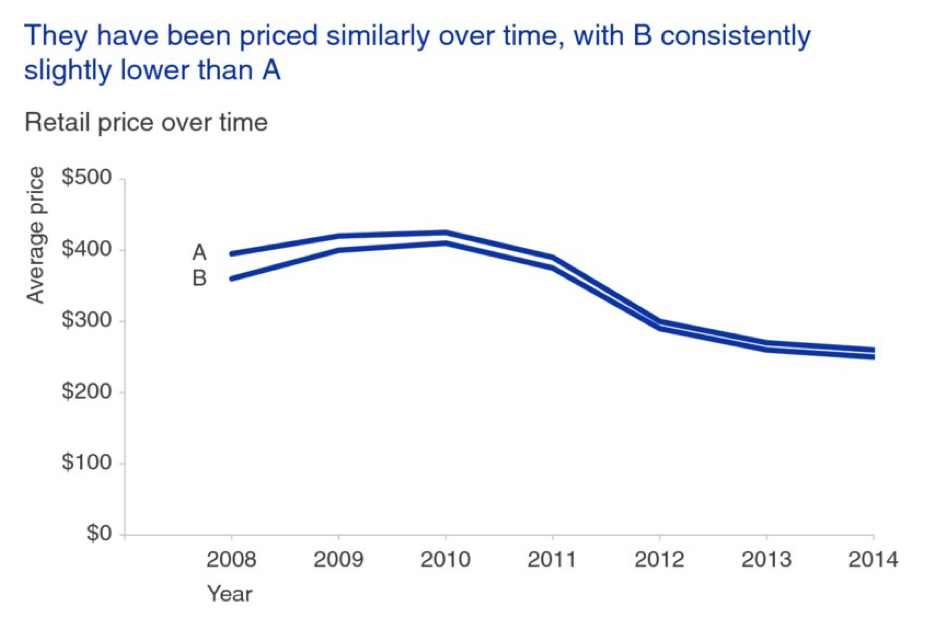 They have been priced similarly over time, with B consistently
slightly lower than A
Retail price over time
Average price
$500
$400
$300
$200
$100
$0
A
B
2008 2009 2010 2011 2012 2013 2014
Year